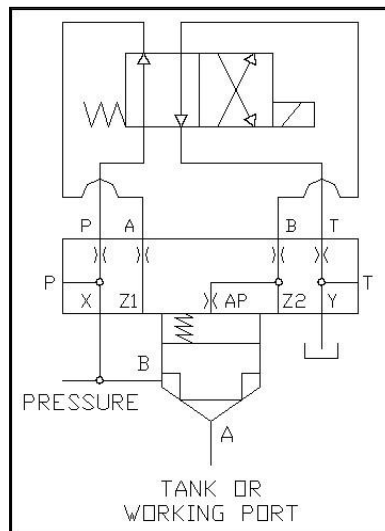 P A B T
P T
X Z1 AP Z2 Y
B
PRESSURE
A
TANK OR
WORKING PORT